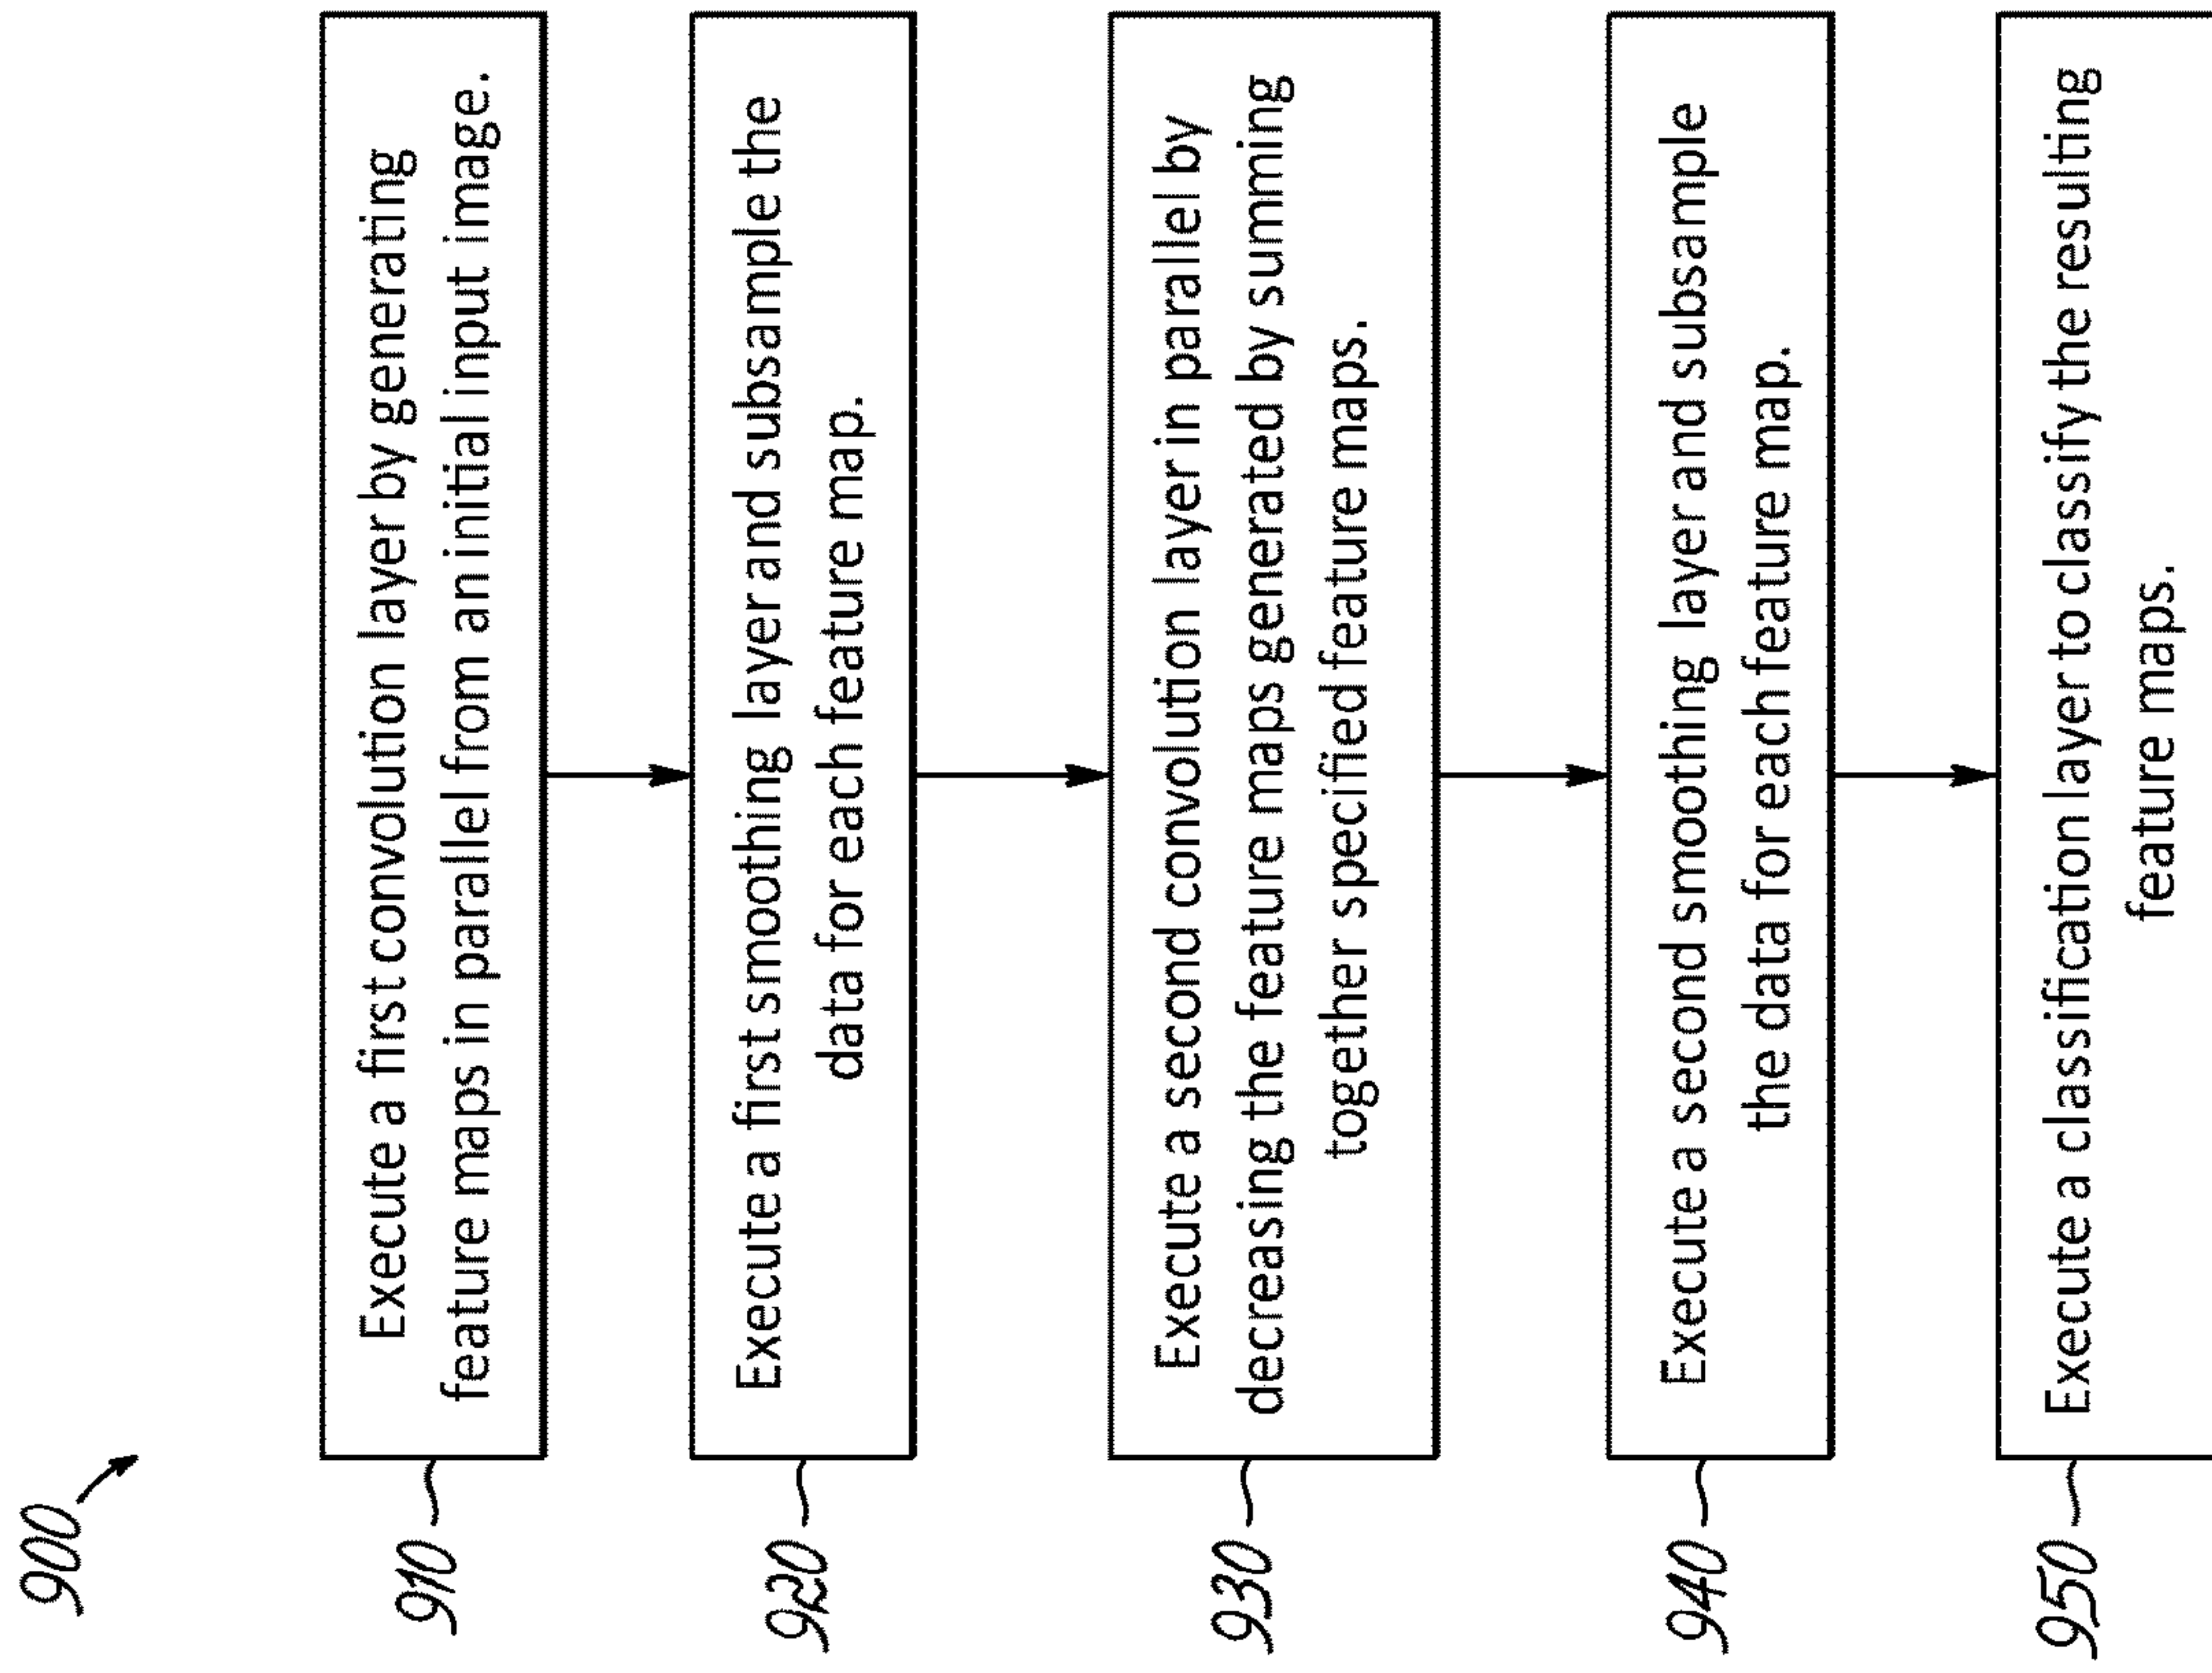 900
910
Execute a first convolution layer by generating
feature maps in parallel from an initial input image.
920
Execute a first smoothing layer and subsample the
data for each feature map.
930
Execute a second convolution layer in parallel by
decreasing the feature maps generated by summing
together specified feature maps.
940
Execute a second smoothing layer and subsample
the data for each feature map.
950
Execute a classification layer to classify the resulting
feature maps.